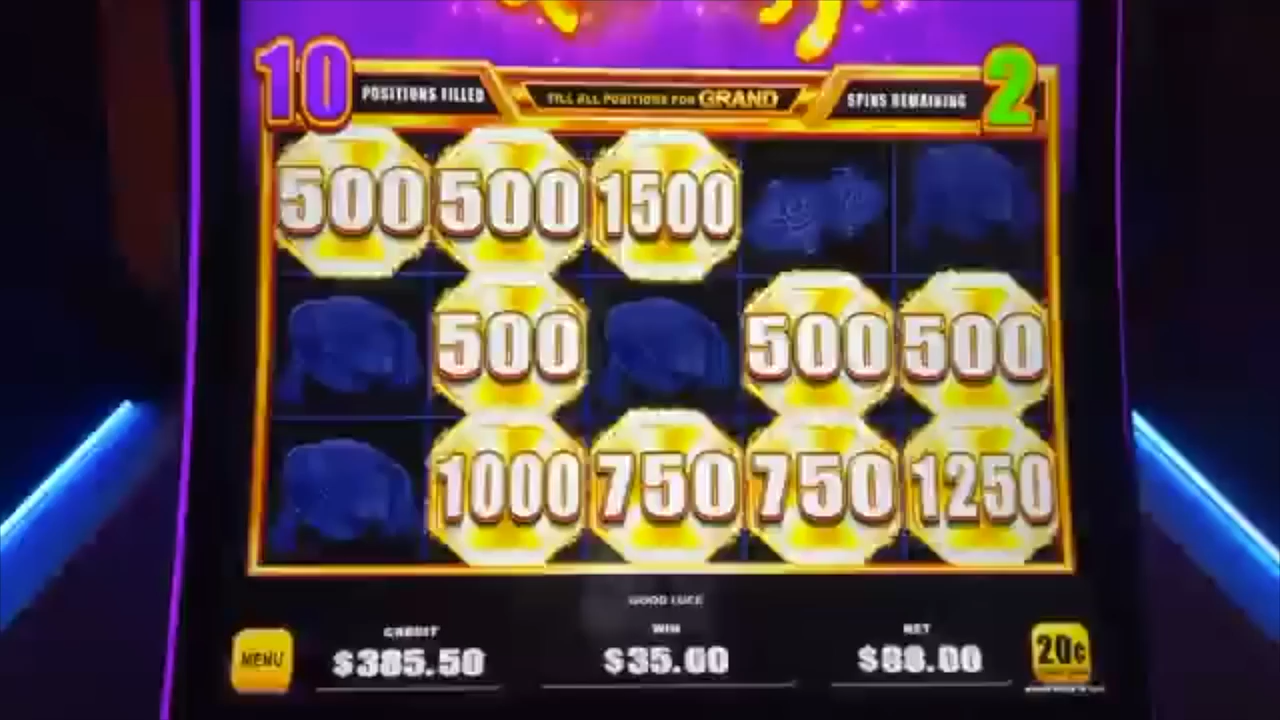 10 POSITIONS FILLED FILL ALL POSITIONS FOR GRAND SPINS REMAINING 2
500 500 1500
500 500 500
1000 750 750 1250
GOOD LUCK
CREDIT WIN BET
MENU $385.50 $35.00 $88.00 20¢